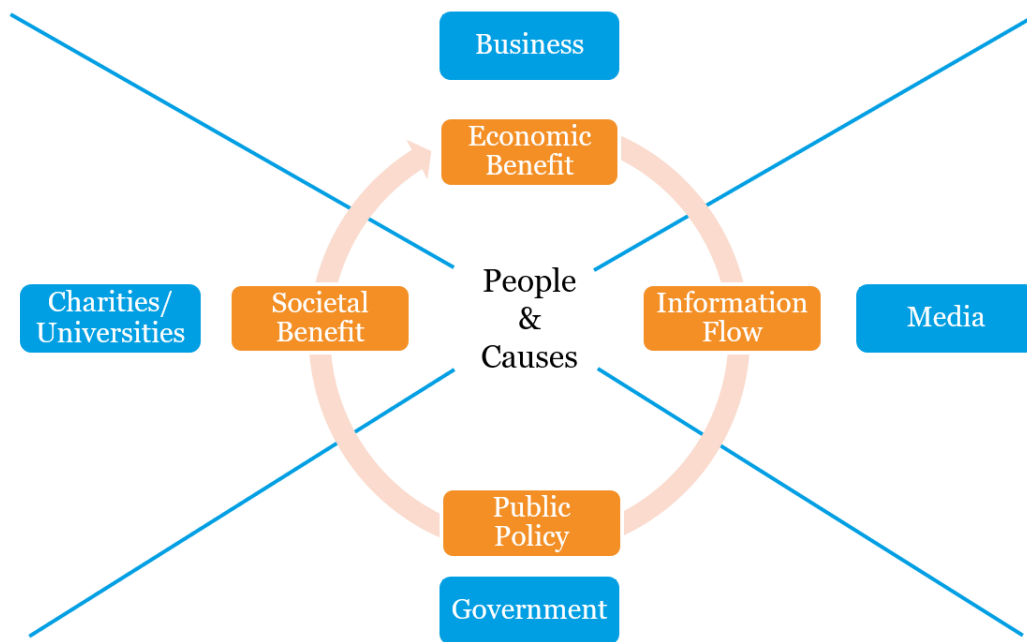 Business
Economic
Benefit
People
&
Causes
Charities/
Universities
Societal
Benefit
Information
Flow
Media
Public
Policy
Government